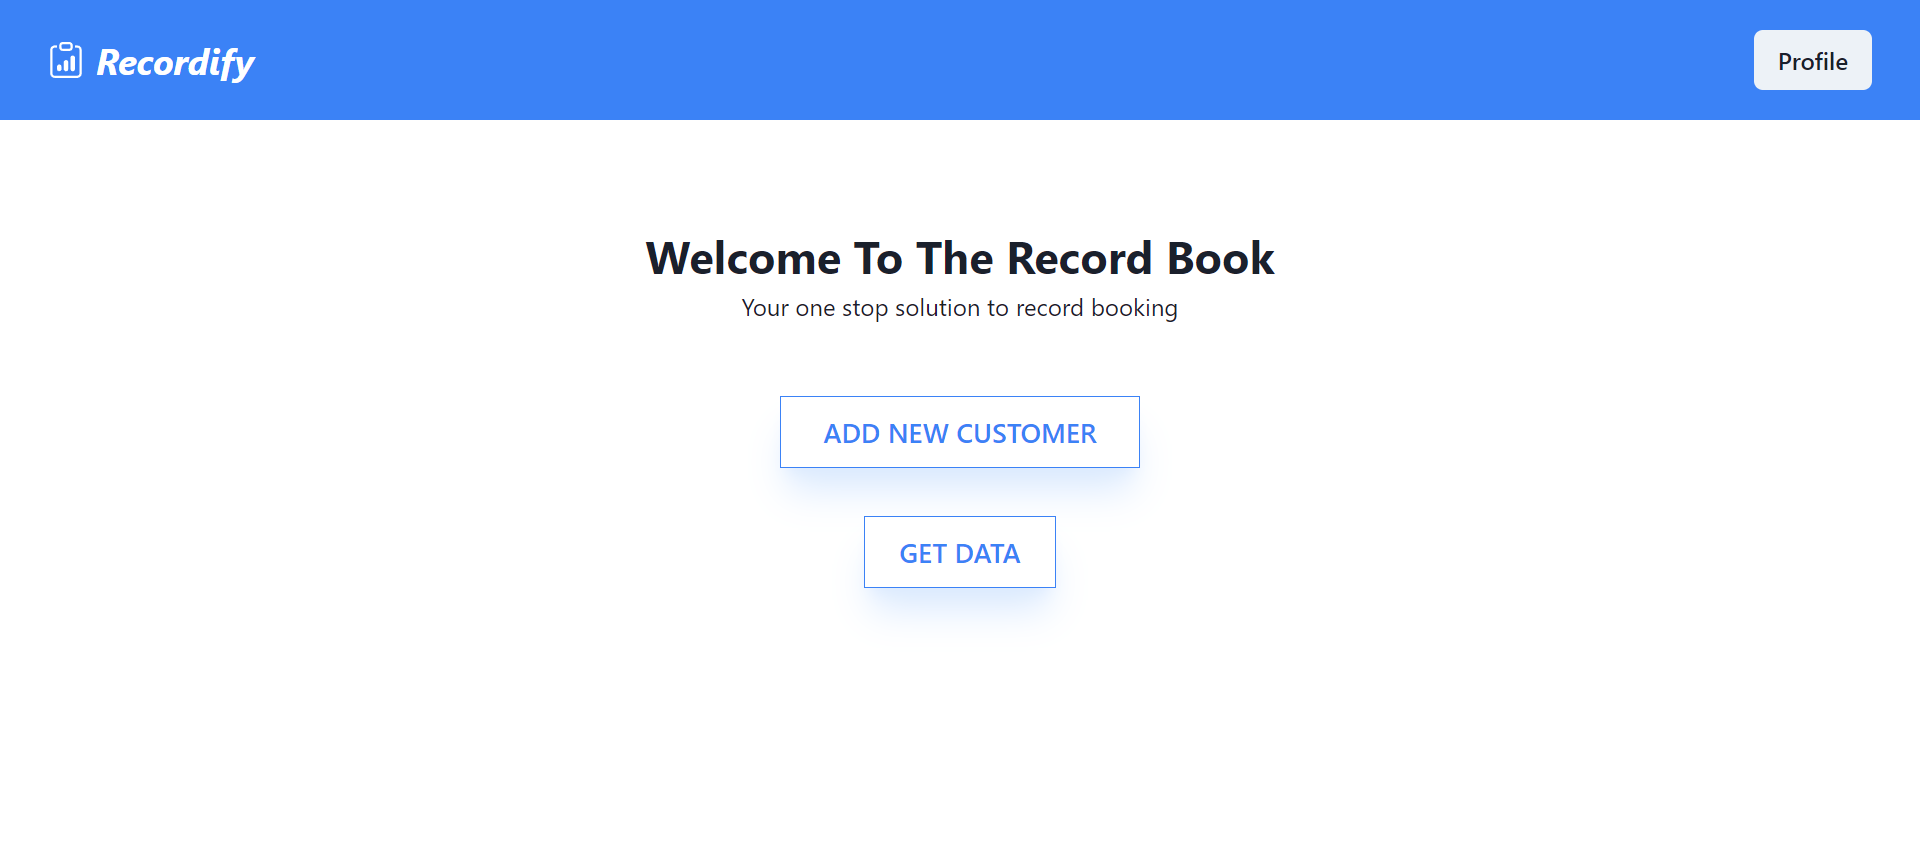 Recordify
Profile
Welcome To The Record Book
Your one stop solution to record booking
ADD NEW CUSTOMER
GET DATA